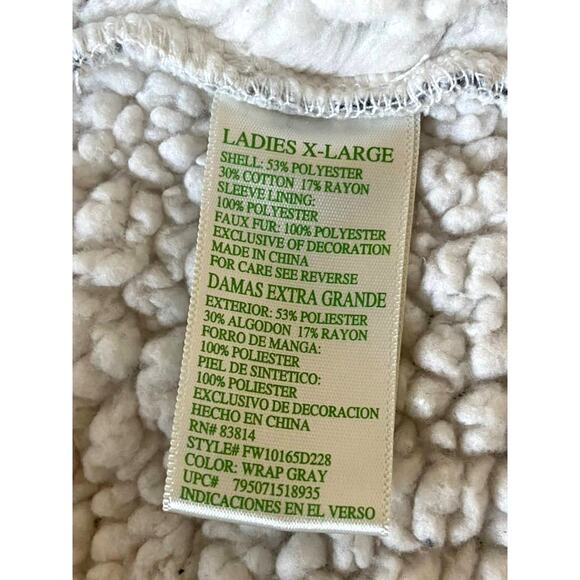 LADIES X-LARGE
SHELL: 53% POLYESTER
30% COTTON 17% RAYON
SLEEVE LINING:
100% POLYESTER
FAUX FUR: 100% POLYESTER
EXCLUSIVE OF DECORATION
MADE IN CHINA
FOR CARE SEE REVERSE
DAMAS EXTRA GRANDE
EXTERIOR: 53% POLIESTER
30% ALGODON 17% RAYON
FORRO DE MANGA:
100% POLIESTER
PIEL DE SINTETICO:
100% POLIESTER
EXCLUSIVO DE DECORACION
HECHO EN CHINA
RN# 83814
STYLE# FW10165D228
COLOR: WRAP GRAY
UPC# 795071518935
INDICACIONES EN EL VERSO